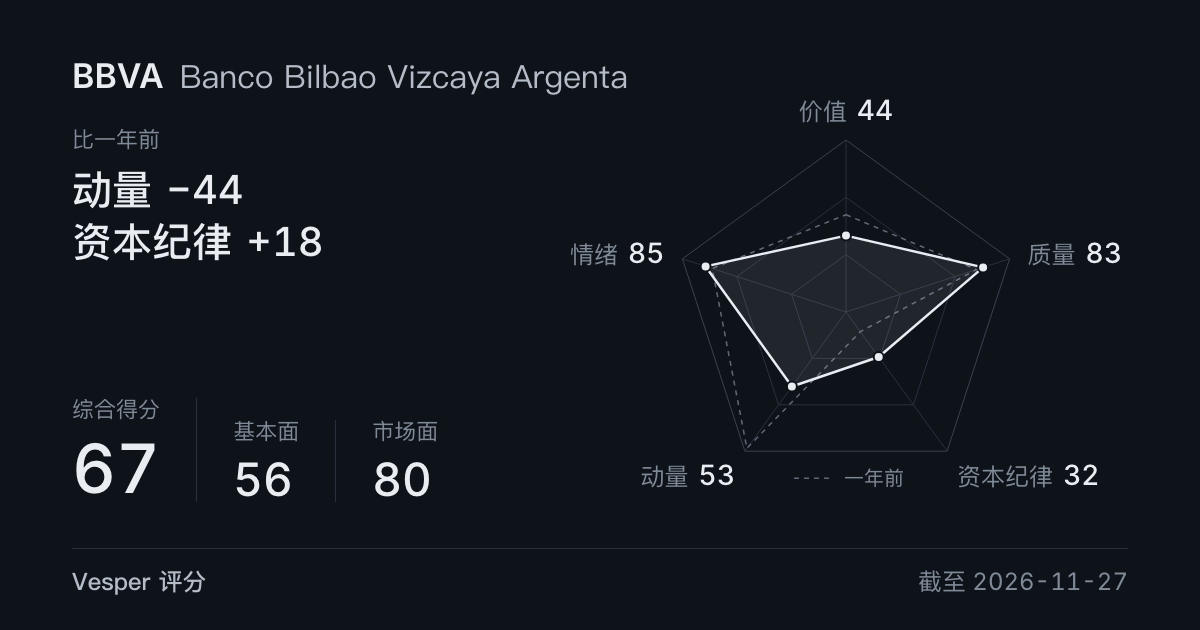 BBVA Banco Bilbao Vizcaya Argenta
比一年前
动量 −44
资本纪律 +18
价值 44
情绪 85
质量 83
动量 53
---- 一年前
资本纪律 32
综合得分
67
基本面
56
市场面
80
Vesper 评分
截至 2026-11-27